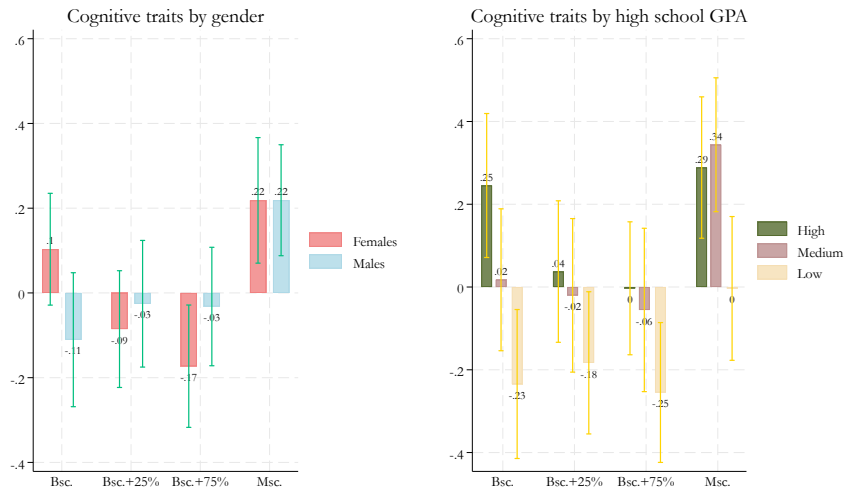 Cognitive traits by gender
.6
.4
.2
0
-.2
-.4
.1
-.11
-.09
-.03
-.17
-.03
.22
.22
Bsc.
Bsc.+25%
Bsc.+75%
Msc.
Females
Males
Cognitive traits by high school GPA
.6
.4
.2
0
-.2
-.4
.25
.02
-.23
.04
-.02
-.18
0
-.06
-.25
.29
.34
0
Bsc.
Bsc.+25%
Bsc.+75%
Msc.
High
Medium
Low